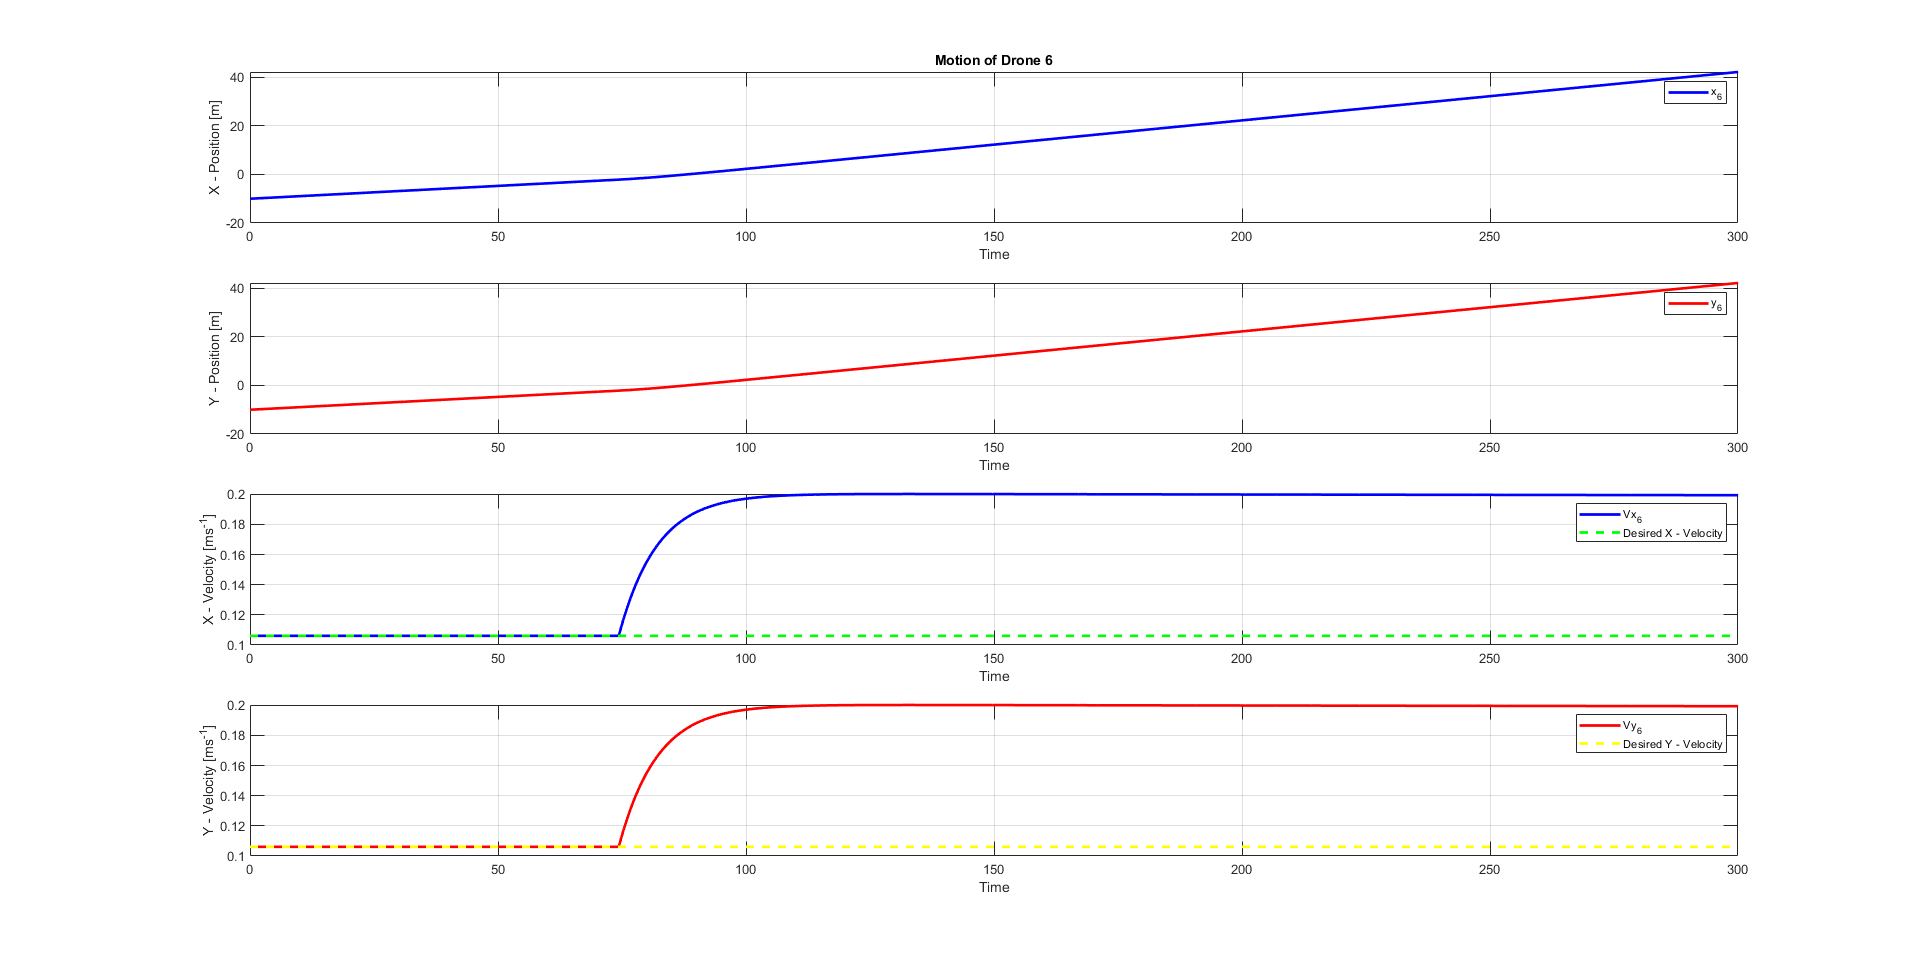 Motion of Drone 6
40
20
0
-20
X - Position [m]
x6
0 50 100 150 200 250 300
Time
40
20
0
-20
Y - Position [m]
y6
0 50 100 150 200 250 300
Time
0.2
0.18
0.16
0.14
0.12
0.1
X - Velocity [ms-1]
Vx6
Desired X - Velocity
0 50 100 150 200 250 300
Time
0.2
0.18
0.16
0.14
0.12
0.1
Y - Velocity [ms-1]
Vy6
Desired Y - Velocity
0 50 100 150 200 250 300
Time